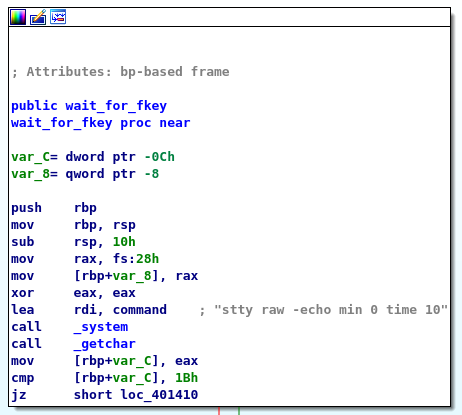 ; Attributes: bp-based frame
public wait_for_fkey
wait_for_fkey proc near
var_C= dword ptr -0Ch
var_8= qword ptr -8
push    rbp
mov     rbp, rsp
sub     rsp, 10h
mov     rax, fs:28h
mov     [rbp+var_8], rax
xor     eax, eax
lea     rdi, command    ; "stty raw -echo min 0 time 10"
call    _system
call    _getchar
mov     [rbp+var_C], eax
cmp     [rbp+var_C], 1Bh
jz      short loc_401410